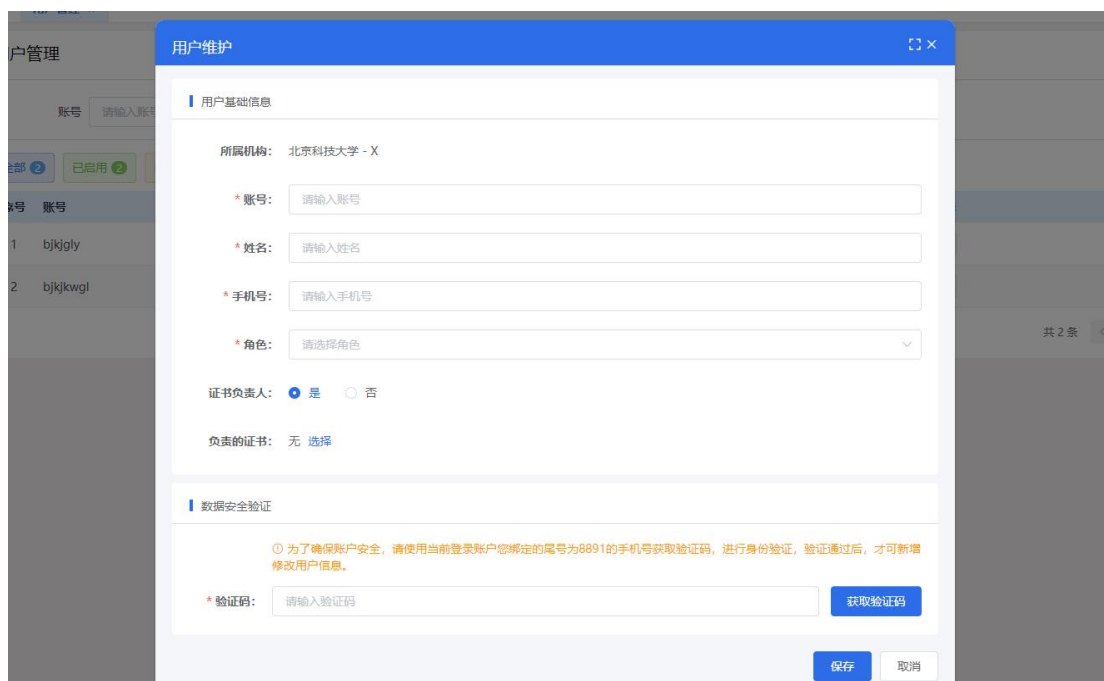 用户维护
户管理
用户基础信息
账号 请输入账号
所属机构： 北京科技大学 - X
全部 2 已启用 2
* 账号： 请输入账号
序号 账号
* 姓名： 请输入姓名
1 bjkjgly
2 bjkjkwgl
* 手机号： 请输入手机号
共 2 条
* 角色： 请选择角色
证书负责人： 是 否
负责的证书： 无 选择
数据安全验证
为了确保账户安全，请使用当前登录账户您绑定的尾号为6891的手机号获取验证码，进行身份验证，验证通过后，才可新增
修改用户信息。
* 验证码： 请输入验证码 获取验证码
保存 取消